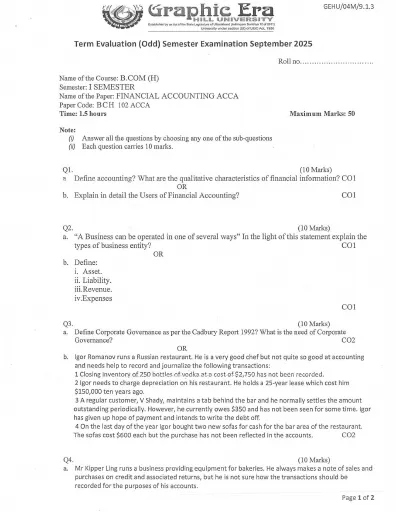 GEHU/04M/9.1.3
Graphic Era
HILL UNIVERSITY
Term Evaluation (Odd) Semester Examination September 2025
Roll no..............................
Name of the Course: B.COM (H)
Semester: I SEMESTER
Name of the Paper: FINANCIAL ACCOUNTING ACCA
Paper Code: BCH 102 ACCA
Time: 1.5 hours Maximum Marks: 50
Note:
(i) Answer all the questions by choosing any one of the sub-questions
(ii) Each question carries 10 marks.
Q1. (10 Marks)
a Define accounting? What are the qualitative characteristics of financial information? CO1
OR
b. Explain in detail the Users of Financial Accounting? CO1
Q2. (10 Marks)
a. “A Business can be operated in one of several ways” In the light of this statement explain the
types of business entity? CO1
OR
b. Define:
i. Asset.
ii. Liability.
iii.Revenue.
iv.Expenses
CO1
Q3. (10 Marks)
a. Define Corporate Governance as per the Cadbury Report 1992? What is the need of Corporate
Governance? CO2
OR
b. Igor Romanov runs a Russian restaurant. He is a very good chef but not quite so good at accounting
and needs help to record and journalize the following transactions:
1 Closing inventory of 250 bottles of vodka at a cost of $2,750 has not been recorded.
2 Igor needs to charge depreciation on his restaurant. He holds a 25-year lease which cost him
$150,000 ten years ago.
3 A regular customer, V Shady, maintains a tab behind the bar and he normally settles the amount
outstanding periodically. However, he currently owes $350 and has not been seen for some time. Igor
has given up hope of payment and intends to write the debt off.
4 On the last day of the year Igor bought two new sofas for cash for the bar area of the restaurant.
The sofas cost $600 each but the purchase has not been reflected in the accounts. CO2
Q4. (10 Marks)
a. Mr Kipper Ling runs a business providing equipment for bakeries. He always makes a note of sales and
purchases on credit and associated returns, but he is not sure how the transactions should be
recorded for the purposes of his accounts.
Page 1 of 2